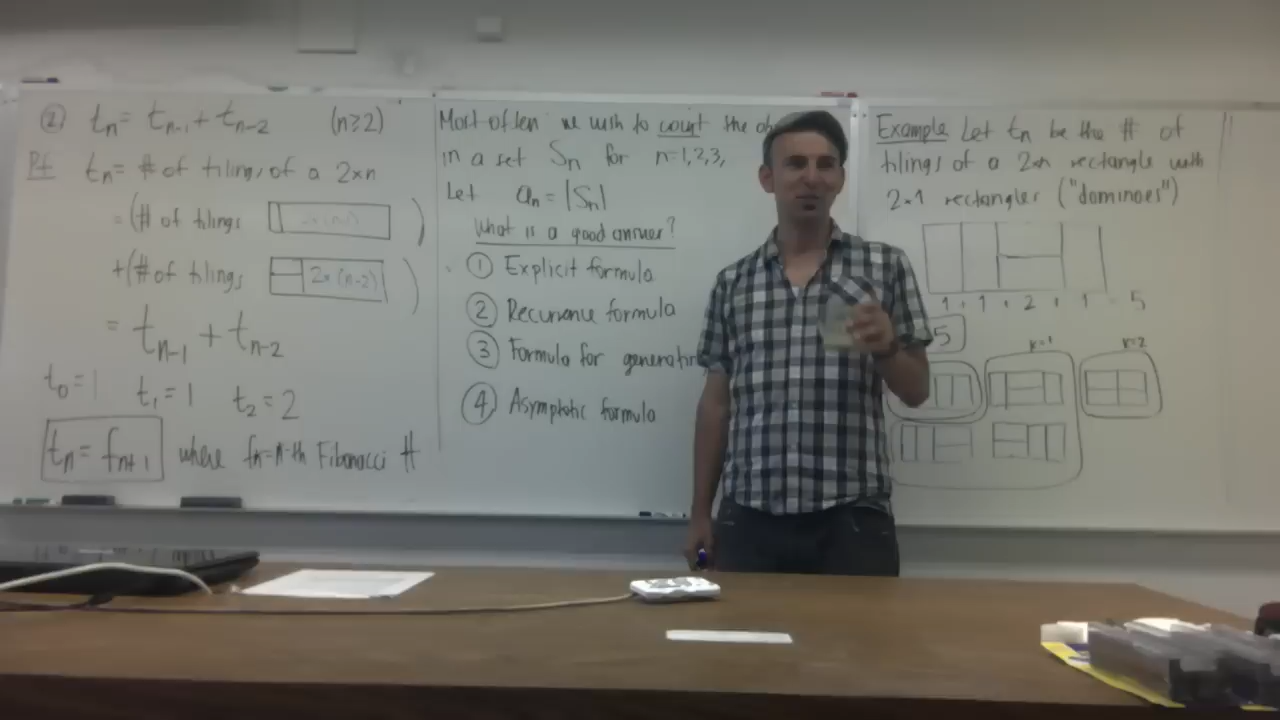 ② tn = tn-1 + tn-2 (n≥2)
Pf tn = # of tilings of a 2×n
= (# of tilings 2×(n-1) )
+ (# of tilings 2×(n-2) )
= tn-1 + tn-2
t0 = 1 t1 = 1 t2 = 2
tn = fn+1 where fn = n-th Fibonacci #
Most often we wish to count the
in a set Sn for n=1,2,3,
Let an = |Sn|
What is a good answer?
① Explicit formula
② Recurrence formula
③ Formula for
④ Asymptotic formula
Example Let tn be the # of
tilings of a 2×n rectangle with
2×1 rectangles ("dominoes")
1 + 1 + 2 + 1 = 5
5
k=1 k=2